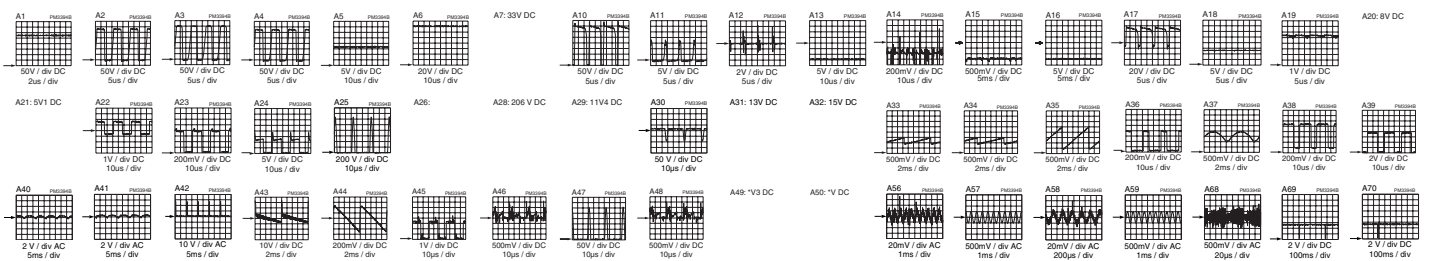 A1 PM3394B A2 PM3394B A3 PM3394B A4 PM3394B A5 PM3394B A6 PM3394B A7: 33V DC A10 PM3394B A11 PM3394B A12 PM3394B A13 PM3394B A14 PM3394B A15 PM3394B A16 PM3394B A17 PM3394B A18 PM3394B A19 PM3394B A20: 8V DC
50V / div DC 50V / div DC 50V / div DC 50V / div DC 5V / div DC 20V / div DC 50V / div DC 5V / div DC 2V / div DC 5V / div DC 200mV / div DC 500mV / div DC 5V / div DC 20V / div DC 5V / div DC 1V / div DC
2us / div 5us / div 5us / div 5us / div 10us / div 10us / div 5us / div 5us / div 5us / div 10us / div 10us / div 5ms / div 5ms / div 5us / div 5us / div 5us / div
A21: 5V1 DC A22 PM3394B A23 PM3394B A24 PM3394B A25 PM3394B A26: A28: 206 V DC A29: 11V4 DC A30 PM3394B A31: 13V DC A32: 15V DC A33 PM3394B A34 PM3394B A35 PM3394B A36 PM3394B A37 PM3394B A38 PM3394B A39 PM3394B
1V / div DC 200mV / div DC 5V / div DC 200 V / div DC 50 V / div DC 500mV / div DC 500mV / div DC 500mV / div DC 200mV / div DC 500mV / div DC 200mV / div DC 2V / div DC
10us / div 10us / div 10us / div 10µs / div 10µs / div 2ms / div 2ms / div 2ms / div 10us / div 2ms / div 10us / div 10us / div
A40 PM3394B A41 PM3394B A42 PM3394B A43 PM3394B A44 PM3394B A45 PM3394B A46 PM3394B A47 PM3394B A48 PM3394B A49: "V3 DC A50: "V DC A56 PM3394B A57 PM3394B A58 PM3394B A59 PM3394B A68 PM3394B A69 PM3394B A70 PM3394B
2 V / div AC 2 V / div AC 10 V / div AC 10V / div DC 200mV / div DC 1V / div DC 500mV / div DC 50V / div DC 500mV / div DC 20mV / div AC 500mV / div AC 20mV / div AC 500mV / div AC 500mV / div AC 2 V / div DC 2 V / div DC
5ms / div 5ms / div 5ms / div 2ms / div 2ms / div 10µs / div 10µs / div 10µs / div 10µs / div 1ms / div 1ms / div 200µs / div 1ms / div 20µs / div 100ms / div 100ms / div